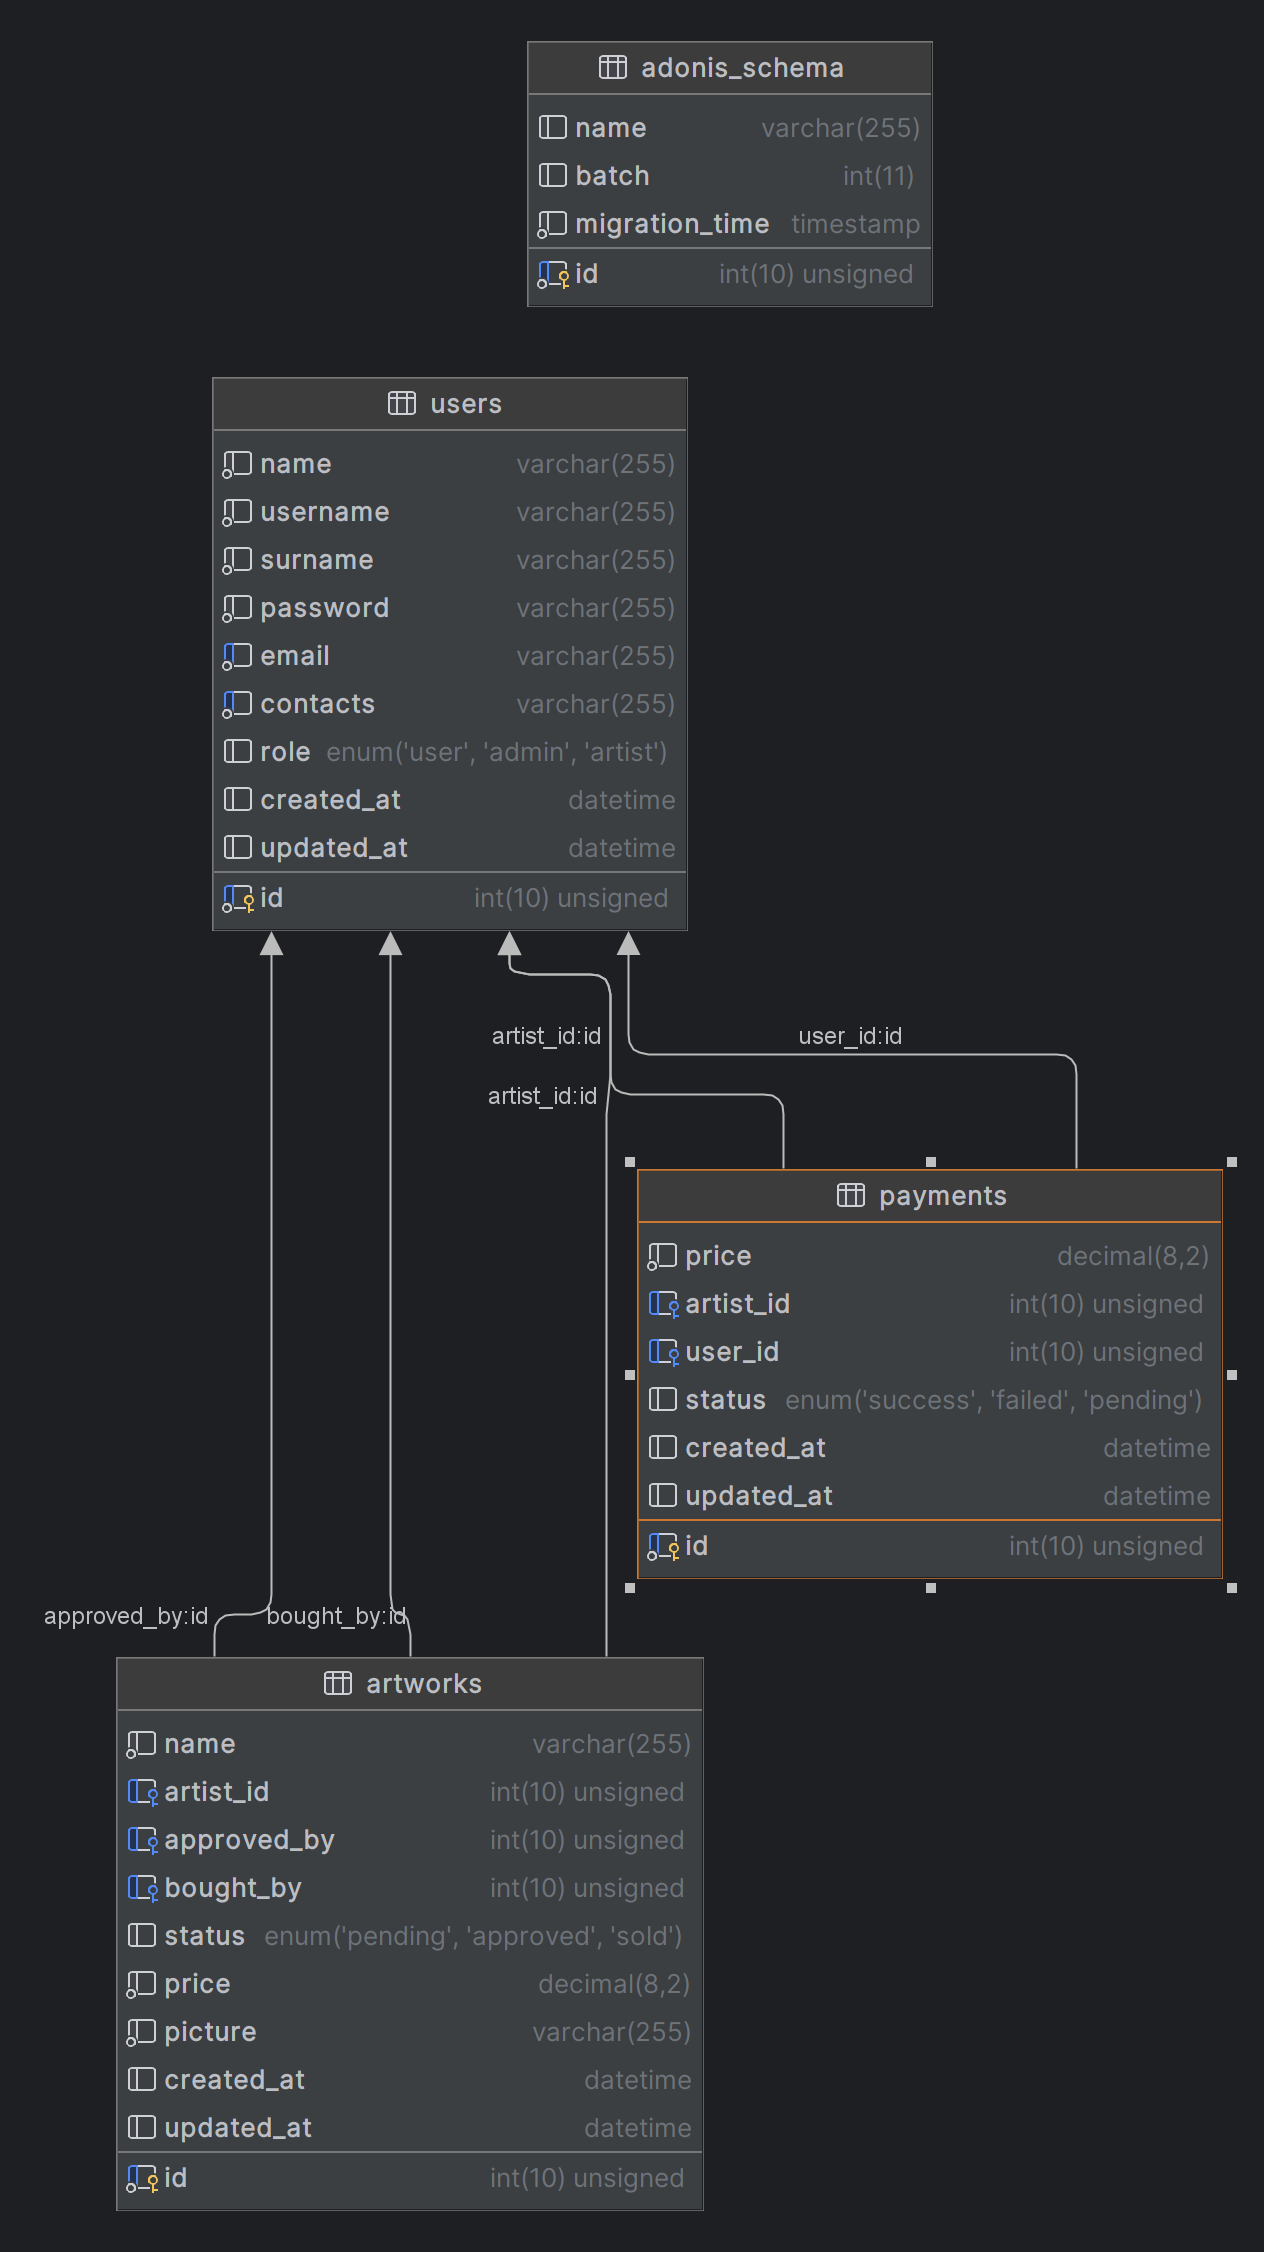 adonis_schema
name varchar(255)
batch int(11)
migration_time timestamp
id int(10) unsigned
users
name varchar(255)
username varchar(255)
surname varchar(255)
password varchar(255)
email varchar(255)
contacts varchar(255)
role enum('user', 'admin', 'artist')
created_at datetime
updated_at datetime
id int(10) unsigned
artist_id:id
user_id:id
artist_id:id
payments
price decimal(8,2)
artist_id int(10) unsigned
user_id int(10) unsigned
status enum('success', 'failed', 'pending')
created_at datetime
updated_at datetime
id int(10) unsigned
approved_by:id
bought_by:id
artworks
name varchar(255)
artist_id int(10) unsigned
approved_by int(10) unsigned
bought_by int(10) unsigned
status enum('pending', 'approved', 'sold')
price decimal(8,2)
picture varchar(255)
created_at datetime
updated_at datetime
id int(10) unsigned